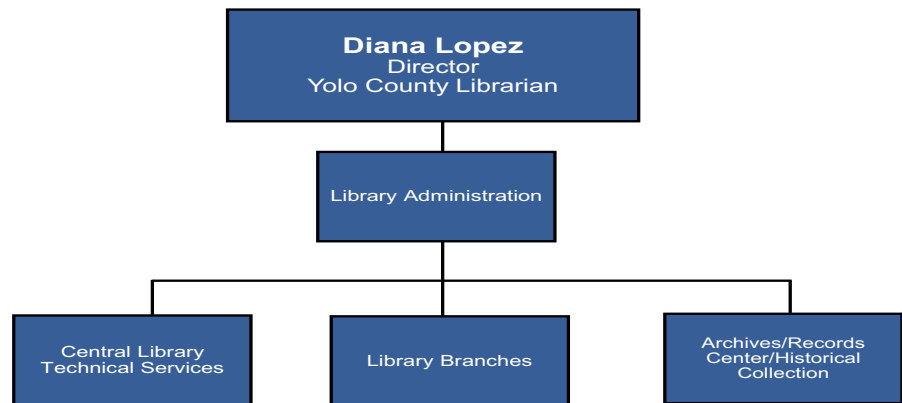 Diana Lopez
Director
Yolo County Librarian
Library Administration
Central Library
Technical Services
Library Branches
Archives/Records
Center/Historical
Collection